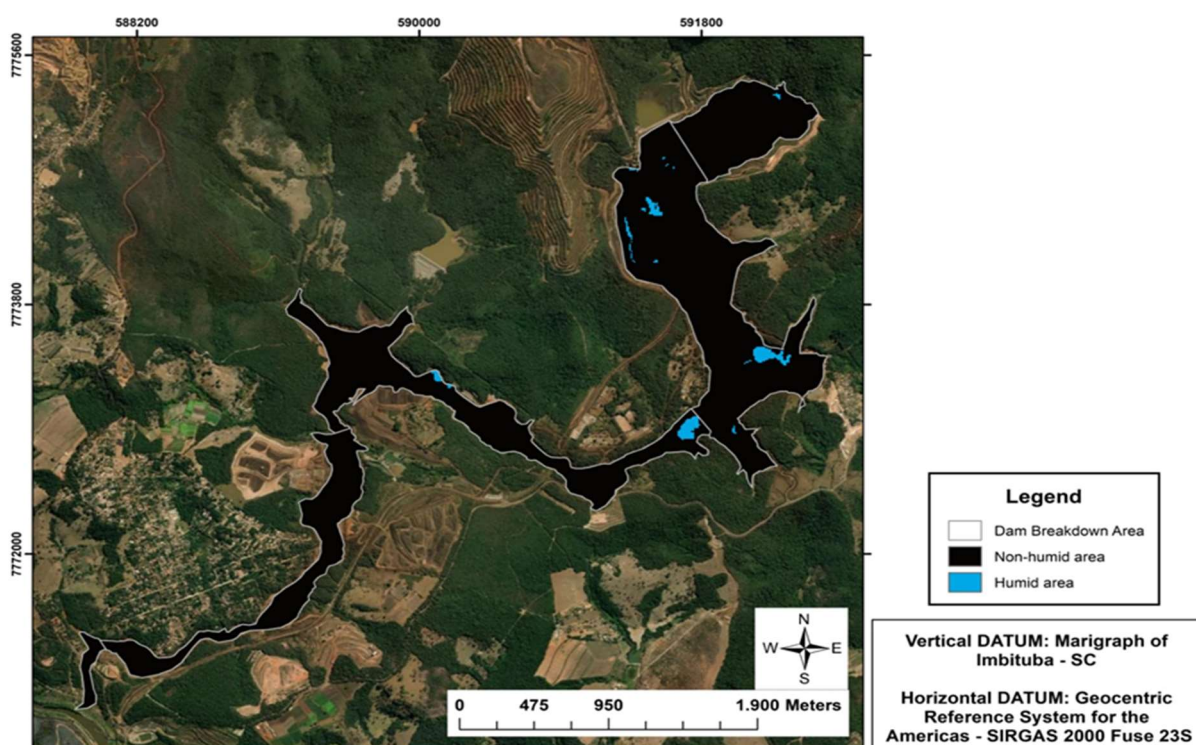 588200
590000
591800
7775600
7773800
7772000
N
W
E
S
0 475 950 1.900 Meters
Legend
Dam Breakdown Area
Non-humid area
Humid area
Vertical DATUM: Marigraph of
Imbituba - SC
Horizontal DATUM: Geocentric
Reference System for the
Americas - SIRGAS 2000 Fuse 23S